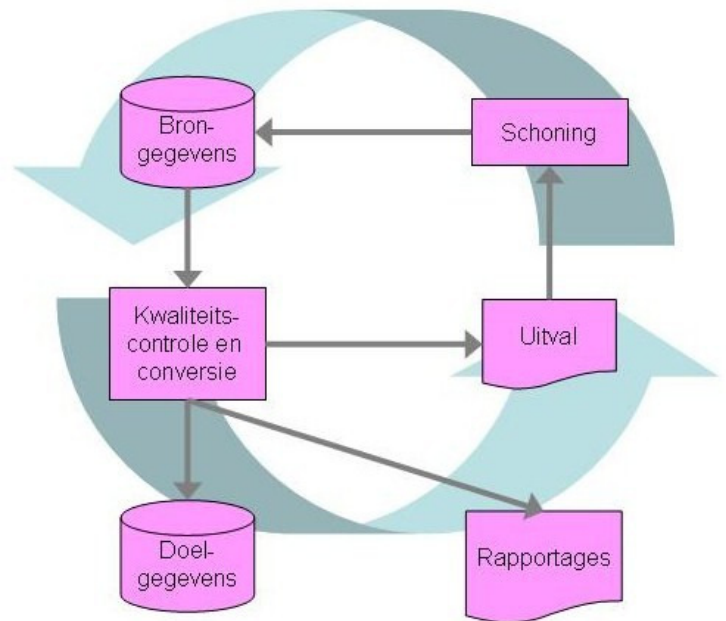 Bron-
gegevens
Schoning
Kwaliteits-
controle en
conversie
Uitval
Doel-
gegevens
Rapportages